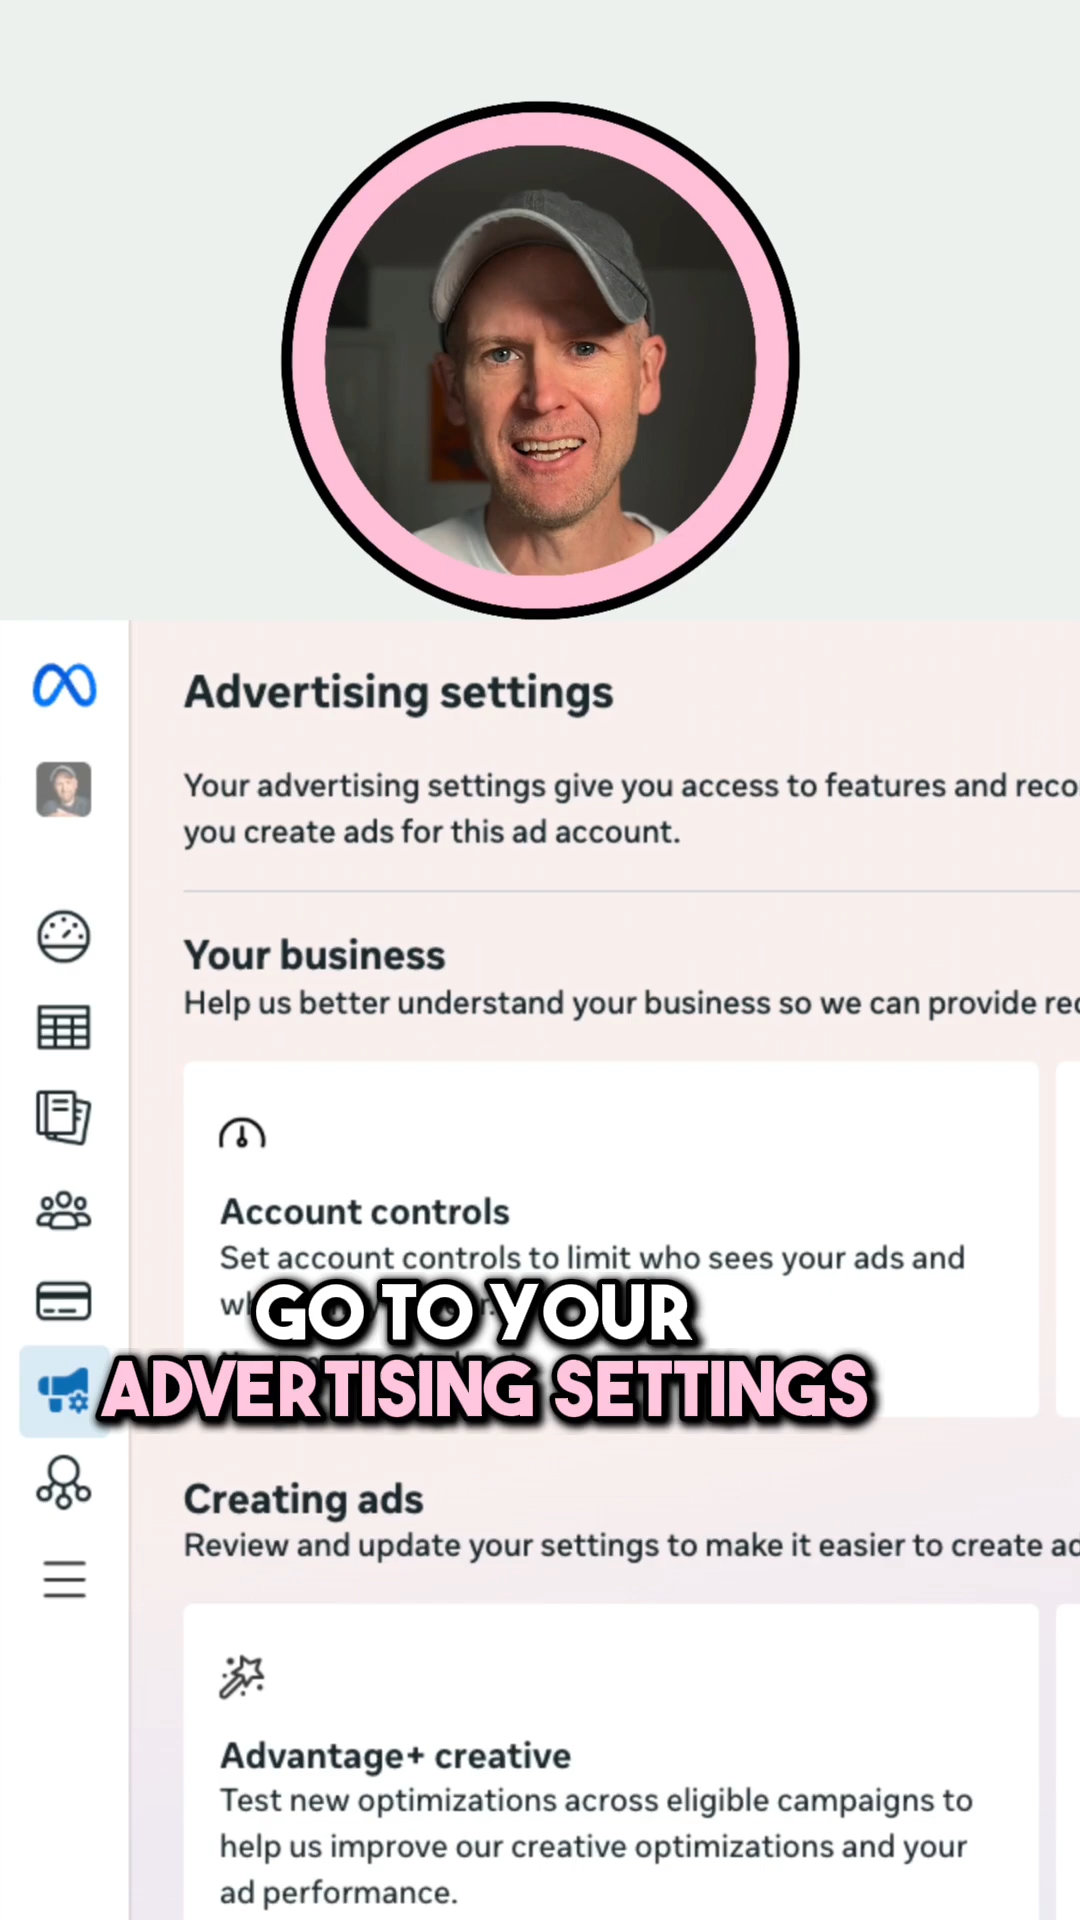 Advertising settings
Your advertising settings give you access to features and reco
you create ads for this ad account.
Your business
Help us better understand your business so we can provide rec
Account controls
Set account controls to limit who sees your ads and
GO TO YOUR
ADVERTISING SETTINGS
Creating ads
Review and update your settings to make it easier to create ad
Advantage+ creative
Test new optimizations across eligible campaigns to
help us improve our creative optimizations and your
ad performance.